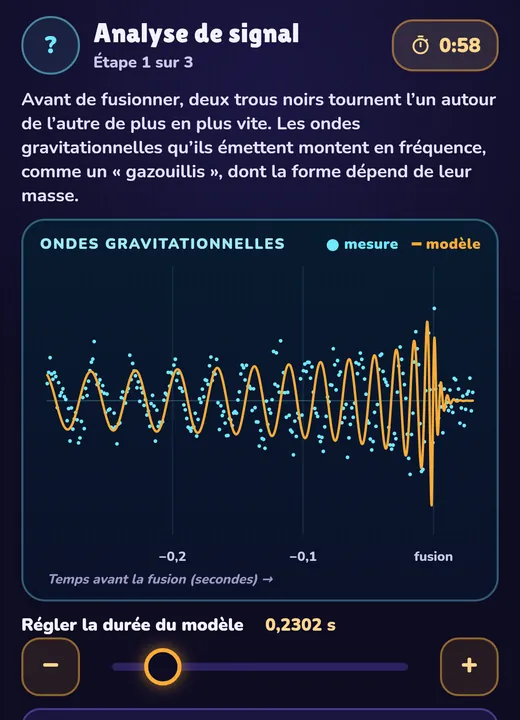 ?
Analyse de signal
Étape 1 sur 3
0:58
Avant de fusionner, deux trous noirs tournent l’un autour
de l’autre de plus en plus vite. Les ondes
gravitationnelles qu’ils émettent montent en fréquence,
comme un « gazouillis », dont la forme dépend de leur
masse.
ONDES GRAVITATIONNELLES
mesure
modèle
−0,2
−0,1
fusion
Temps avant la fusion (secondes) →
Régler la durée du modèle 0,2302 s
−
+